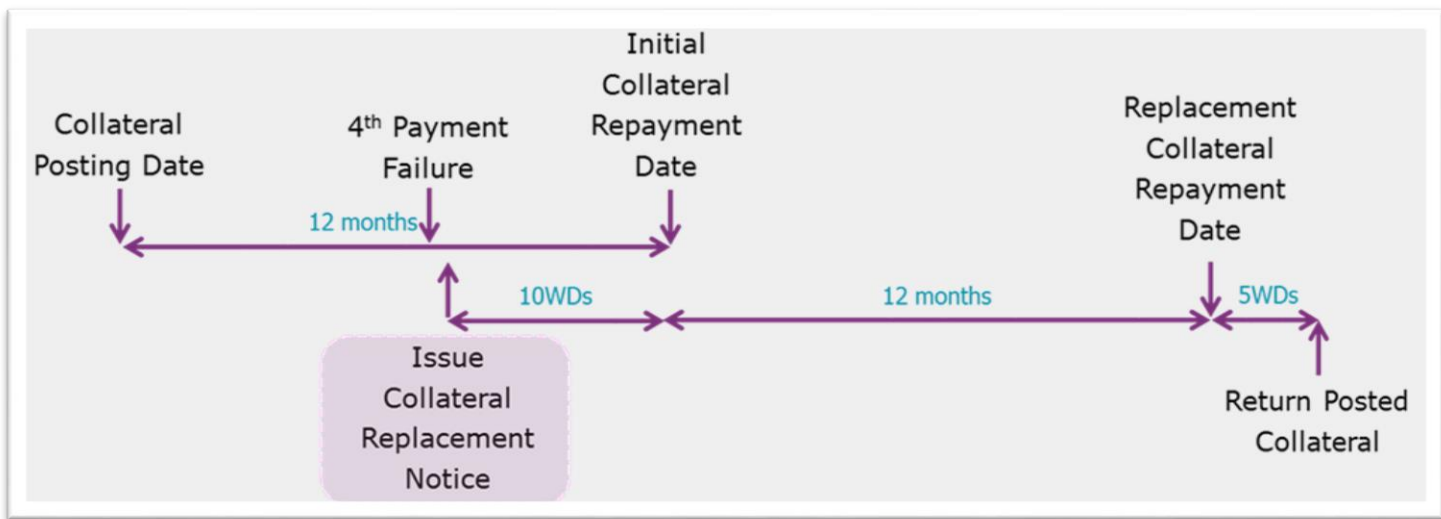 Collateral
Posting Date
4th Payment
Failure
Initial
Collateral
Repayment
Date
Replacement
Collateral
Repayment
Date
12 months
10WDs
12 months
5WDs
Issue
Collateral
Replacement
Notice
Return Posted
Collateral